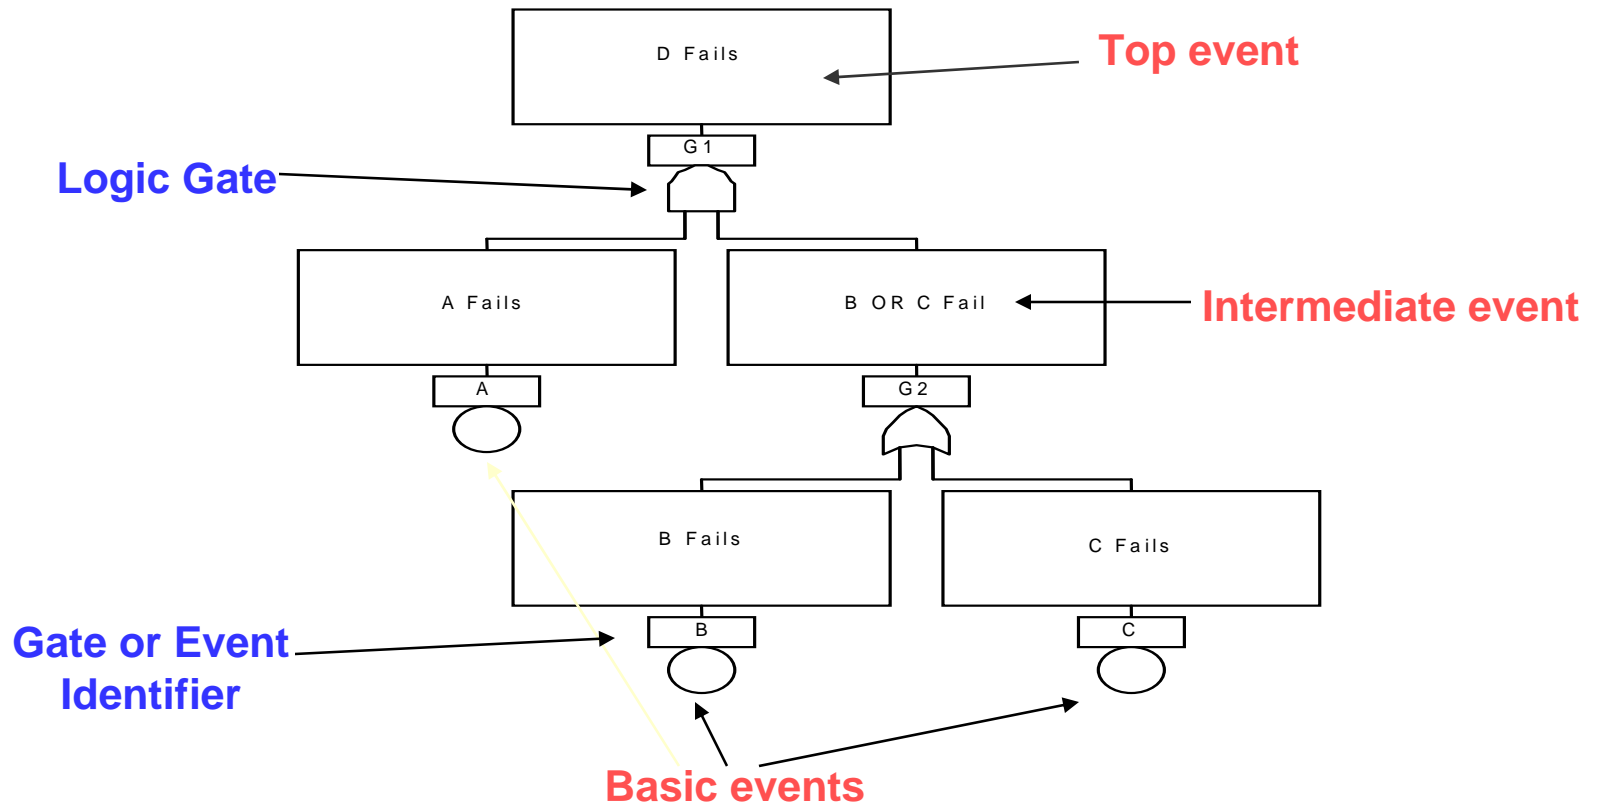 D Fails
Top event
G1
Logic Gate
A Fails
B OR C Fail
Intermediate event
A
G2
B Fails
C Fails
B
C
Gate or Event
Identifier
Basic events